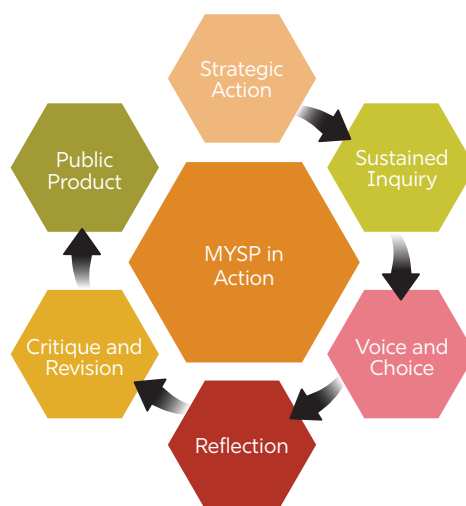 Strategic
Action
Sustained
Inquiry
Voice and
Choice
Reflection
Critique and
Revision
Public
Product
MYSP in
Action